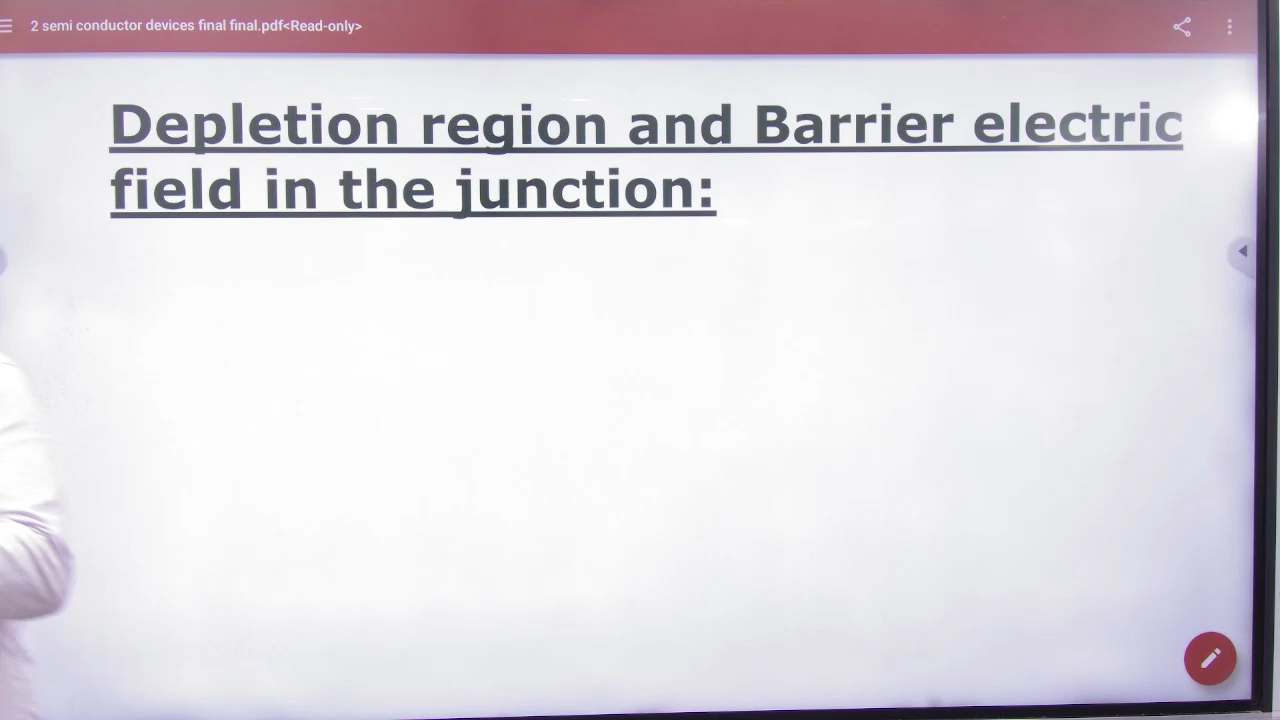 2 semi conductor devices final final.pdf<Read-only>
Depletion region and Barrier electric
field in the junction: